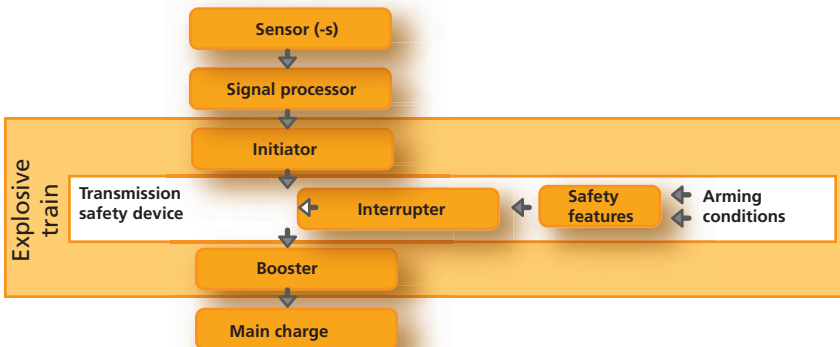 Sensor (-s)
Signal processor
Initiator
Explosive
train
Transmission
safety device
Interrupter
Safety
features
Arming
conditions
Booster
Main charge